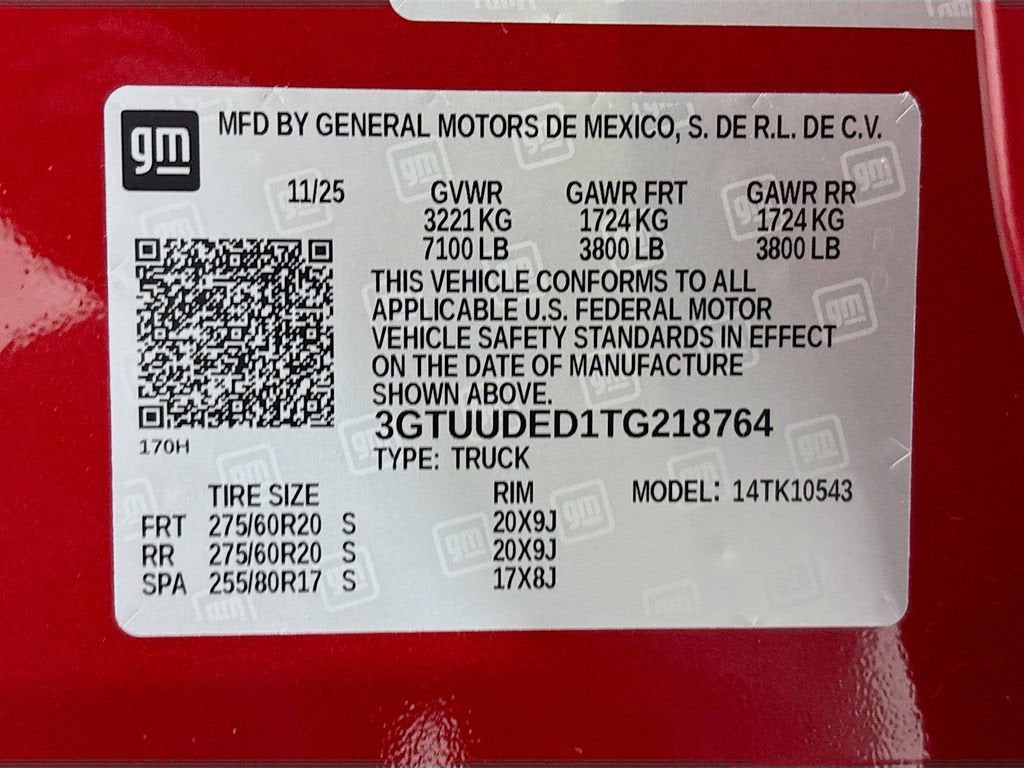 gm
MFD BY GENERAL MOTORS DE MEXICO, S. DE R.L. DE C.V.
11/25 GVWR GAWR FRT GAWR RR
3221 KG 1724 KG 1724 KG
7100 LB 3800 LB 3800 LB
THIS VEHICLE CONFORMS TO ALL
APPLICABLE U.S. FEDERAL MOTOR
VEHICLE SAFETY STANDARDS IN EFFECT
ON THE DATE OF MANUFACTURE
SHOWN ABOVE.
3GTUUDED1TG218764
170H
TYPE: TRUCK
TIRE SIZE RIM MODEL: 14TK10543
FRT 275/60R20 S 20X9J
RR 275/60R20 S 20X9J
SPA 255/80R17 S 17X8J